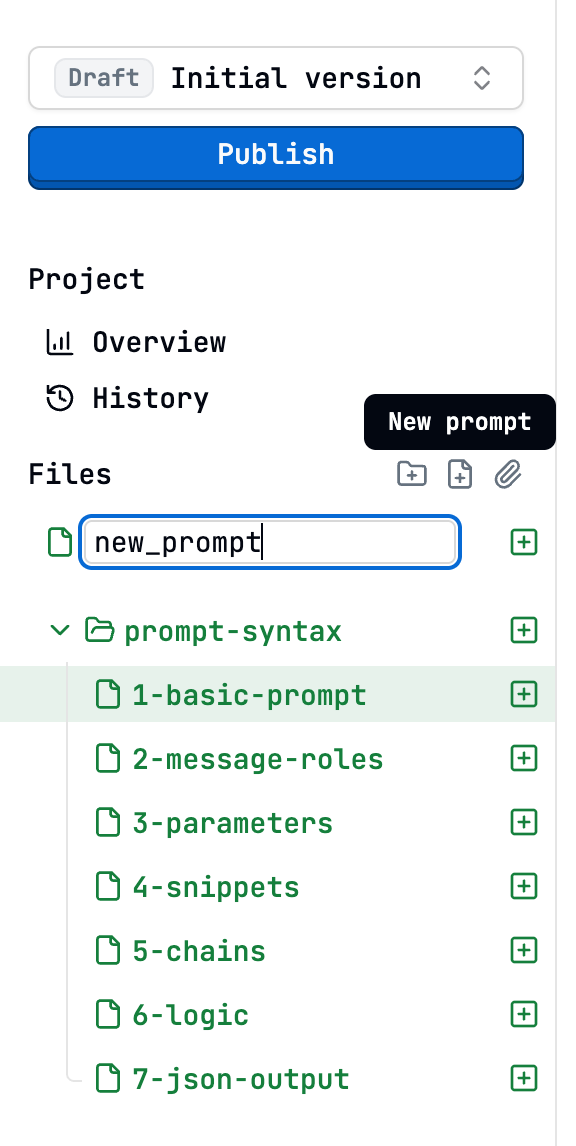 Draft Initial version
Publish
Project
Overview
History
New prompt
Files
new_prompt
prompt-syntax
1-basic-prompt
2-message-roles
3-parameters
4-snippets
5-chains
6-logic
7-json-output